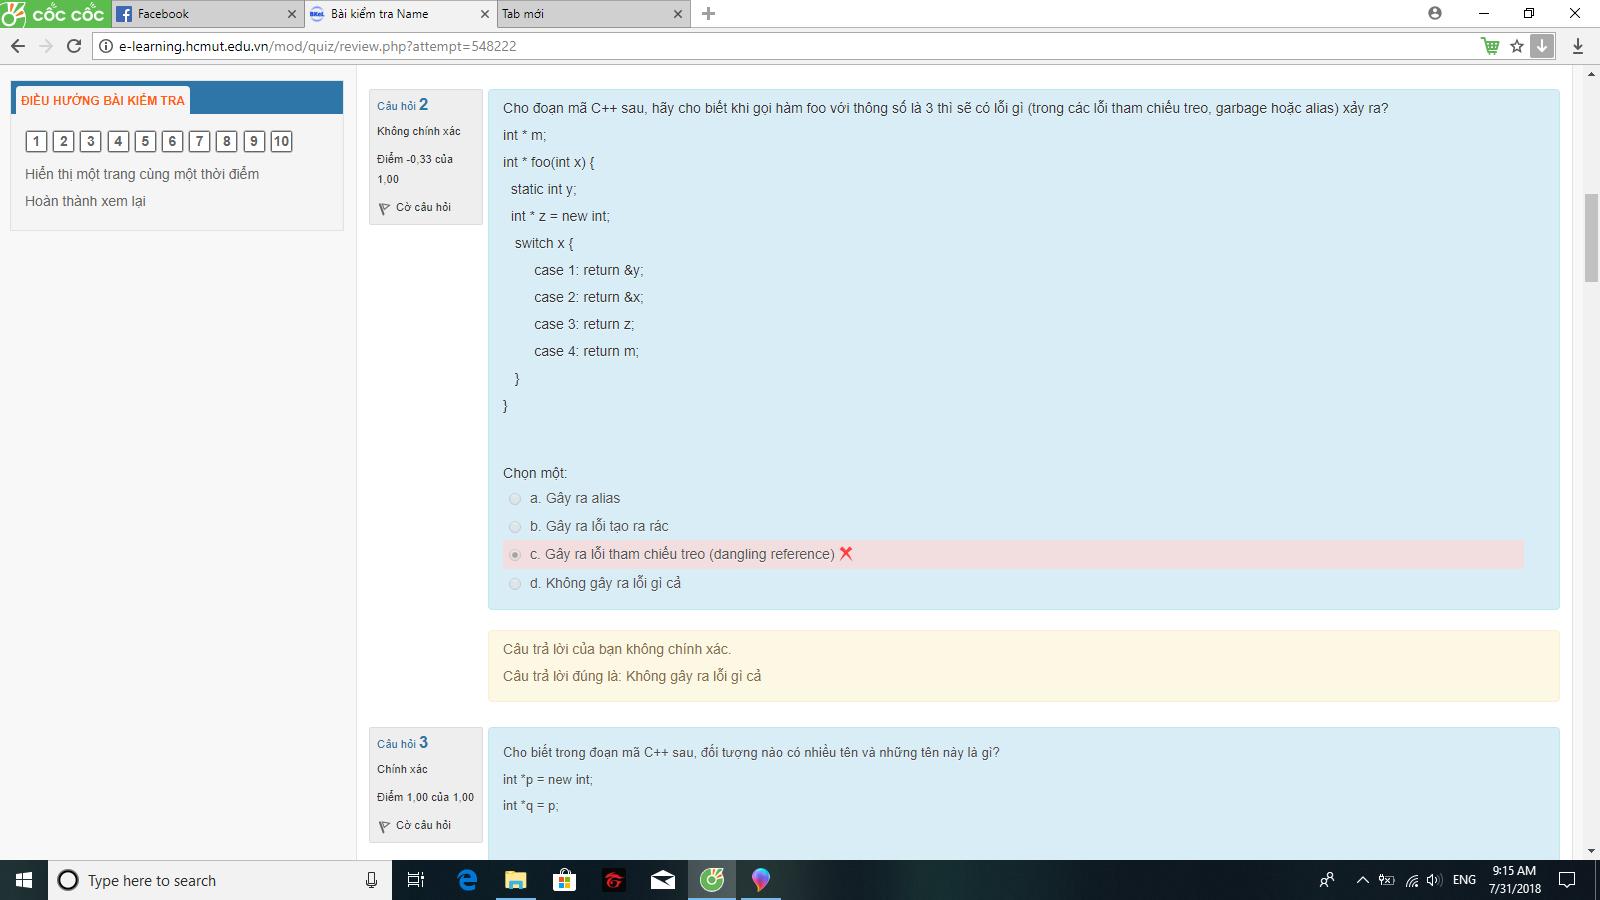 cốc cốc
Facebook
Bài kiểm tra Name
Tab mới
e-learning.hcmut.edu.vn/mod/quiz/review.php?attempt=548222
ĐIỀU HƯỚNG BÀI KIỂM TRA
1 2 3 4 5 6 7 8 9 10
Hiển thị một trang cùng một thời điểm
Hoàn thành xem lại
Câu hỏi 2
Không chính xác
Điểm -0,33 của
1,00
Cờ câu hỏi
Cho đoạn mã C++ sau, hãy cho biết khi gọi hàm foo với thông số là 3 thì sẽ có lỗi gì (trong các lỗi tham chiếu treo, garbage hoặc alias) xảy ra?
int * m;
int * foo(int x) {
static int y;
int * z = new int;
switch x {
case 1: return &y;
case 2: return &x;
case 3: return z;
case 4: return m;
}
}
Chọn một:
a. Gây ra alias
b. Gây ra lỗi tạo ra rác
c. Gây ra lỗi tham chiếu treo (dangling reference)
d. Không gây ra lỗi gì cả
Câu trả lời của bạn không chính xác.
Câu trả lời đúng là: Không gây ra lỗi gì cả
Câu hỏi 3
Chính xác
Điểm 1,00 của 1,00
Cờ câu hỏi
Cho biết trong đoạn mã C++ sau, đối tượng nào có nhiều tên và những tên này là gì?
int *p = new int;
int *q = p;
Type here to search
ENG
9:15 AM
7/31/2018